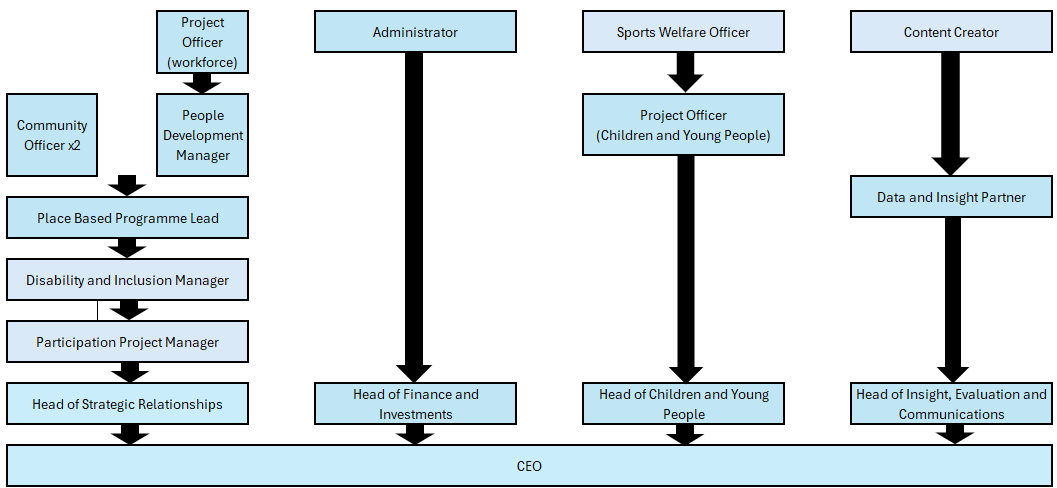 Project
Officer
(workforce)
Administrator
Sports Welfare Officer
Content Creator
Community
Officer x2
People
Development
Manager
Project Officer
(Children and Young People)
Place Based Programme Lead
Data and Insight Partner
Disability and Inclusion Manager
Participation Project Manager
Head of Strategic Relationships
Head of Finance and
Investments
Head of Children and Young
People
Head of Insight, Evaluation and
Communications
CEO